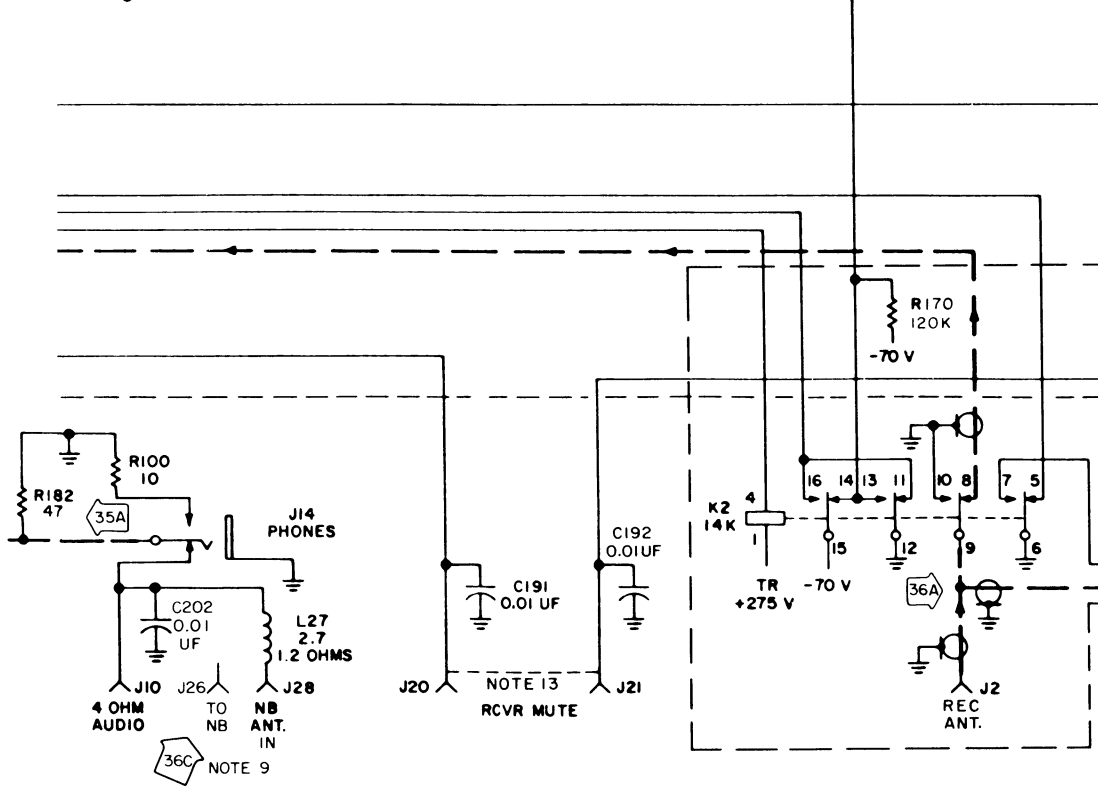 R170
120K
-70 V
R100
10
R182
47
35A
J14
PHONES
16 14 13 11 10 8 7 5
K2
14K
4
1
15 12 9 6
C192
0.01UF
TR
+275 V
-70 V
36A
C191
0.01 UF
C202
0.01
UF
L27
2.7
1.2 OHMS
J10
J26
J28
J20
NOTE 13
J21
J2
4 OHM
AUDIO
TO
NB
NB
ANT.
IN
RCVR MUTE
REC
ANT.
36C
NOTE 9